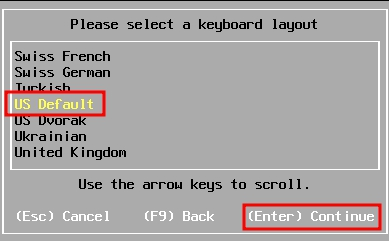 Please select a keyboard layout
Swiss French
Swiss German
Turkish
US Default
US Dvorak
Ukrainian
United Kingdom
Use the arrow keys to scroll.
(Esc) Cancel (F9) Back (Enter) Continue